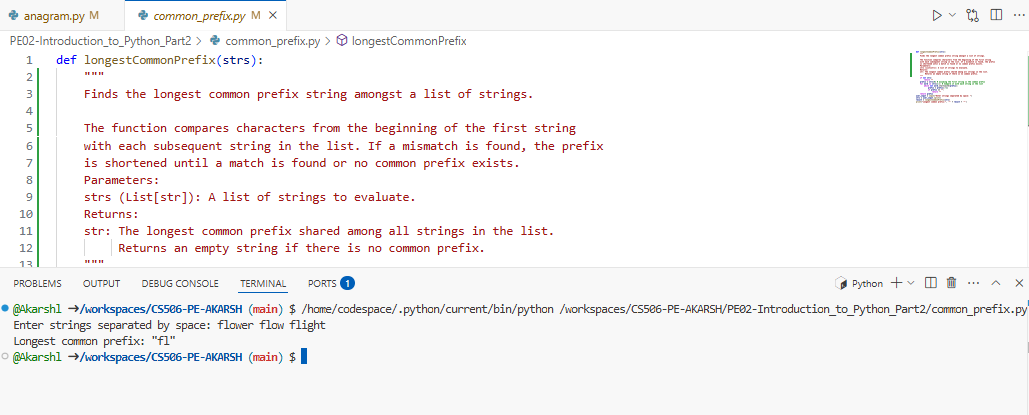 anagram.py M common_prefix.py M
PE02-Introduction_to_Python_Part2 > common_prefix.py > longestCommonPrefix
1 def longestCommonPrefix(strs):
2 """
3 Finds the longest common prefix string amongst a list of strings.
4
5 The function compares characters from the beginning of the first string
6 with each subsequent string in the list. If a mismatch is found, the prefix
7 is shortened until a match is found or no common prefix exists.
8 Parameters:
9 strs (List[str]): A list of strings to evaluate.
10 Returns:
11 str: The longest common prefix shared among all strings in the list.
12 Returns an empty string if there is no common prefix.
13 """
PROBLEMS OUTPUT DEBUG CONSOLE TERMINAL PORTS 1 Python
@Akarshl ➜/workspaces/CS506-PE-AKARSH (main) $ /home/codespace/.python/current/bin/python /workspaces/CS506-PE-AKARSH/PE02-Introduction_to_Python_Part2/common_prefix.py
Enter strings separated by space: flower flow flight
Longest common prefix: "fl"
@Akarshl ➜/workspaces/CS506-PE-AKARSH (main) $